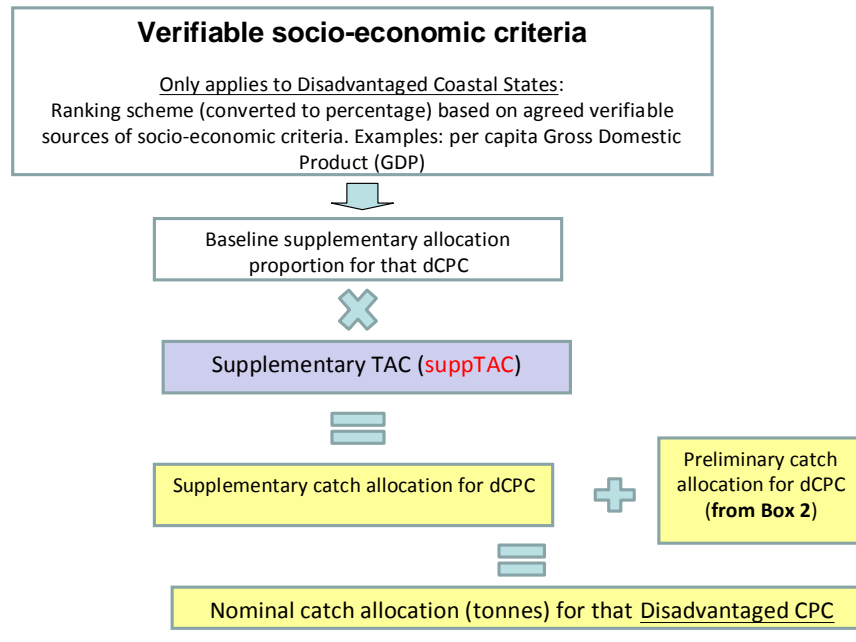 Verifiable socio-economic criteria
Only applies to Disadvantaged Coastal States:
Ranking scheme (converted to percentage) based on agreed verifiable
sources of socio-economic criteria. Examples: per capita Gross Domestic
Product (GDP)
Baseline supplementary allocation
proportion for that dCPC
Supplementary TAC (suppTAC)
Supplementary catch allocation for dCPC
Preliminary catch
allocation for dCPC
(from Box 2)
Nominal catch allocation (tonnes) for that Disadvantaged CPC